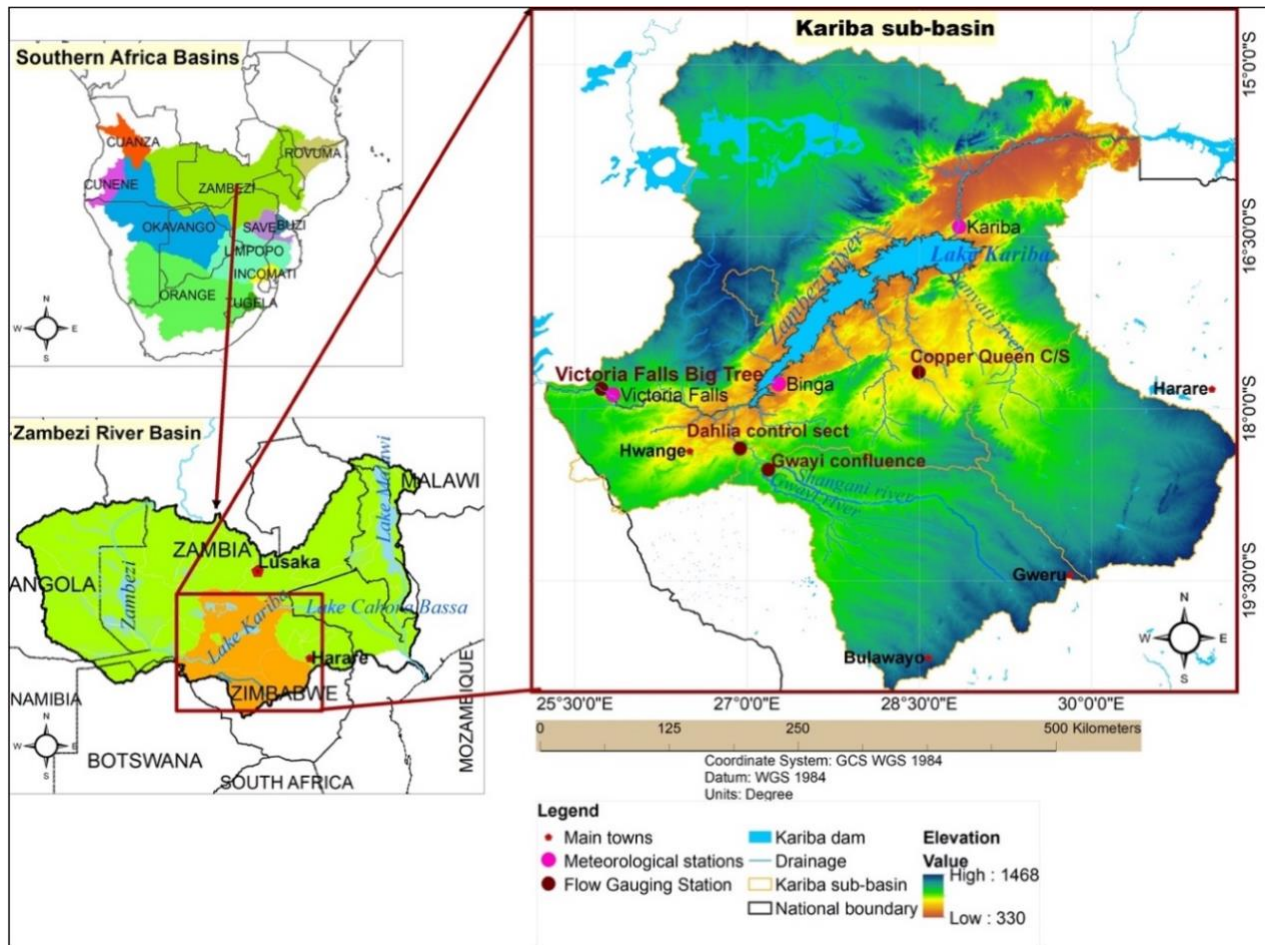 Southern Africa Basins
CUANZA
ROVUMA
CUNENE
ZAMBEZI
OKAVANGO
SAVE
BUZI
LIMPOPO
INCOMATI
ORANGE
TUGELA
N
W
E
S
Zambezi River Basin
MALAWI
Lake Malawi
ZAMBIA
Lusaka
ANGOLA
Zambezi
Lake Kariba
Lake Cahora Bassa
Harare
ZIMBABWE
NAMIBIA
MOZAMBIQUE
N
W
E
S
BOTSWANA
SOUTH AFRICA
Kariba sub-basin
15°0'0"S
16°30'0"S
18°0'0"S
19°30'0"S
Kariba
Lake Kariba
Zambezi river
Sanyati river
Copper Queen C/S
Victoria Falls Big Tree
Binga
Victoria Falls
Harare
Dahlia control sect
Hwange
Gwayi confluence
Shangani river
Gwayi river
Gweru
Bulawayo
N
W
E
S
25°30'0"E
27°0'0"E
28°30'0"E
30°0'0"E
0 125 250 500 Kilometers
Coordinate System: GCS WGS 1984
Datum: WGS 1984
Units: Degree
Legend
Main towns
Meteorological stations
Flow Gauging Station
Kariba dam
Drainage
Kariba sub-basin
National boundary
Elevation
Value
High : 1468
Low : 330